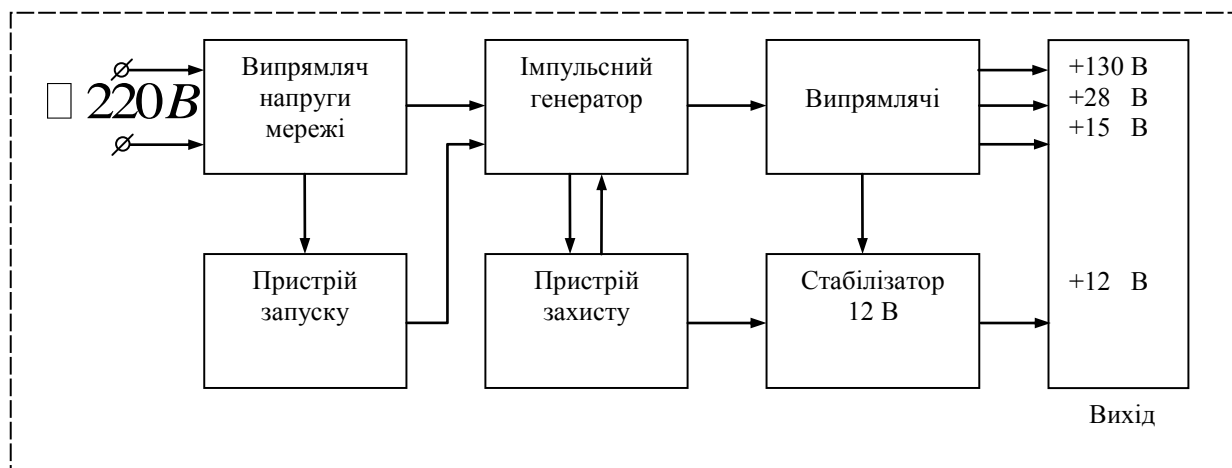 Випрямляч
напруги
мережі
Імпульсний
генератор
Випрямлячі
+130 В
+28 В
+15 В
220В
Пристрій
запуску
Пристрій
захисту
Стабілізатор
12 В
+12 В
Вихід